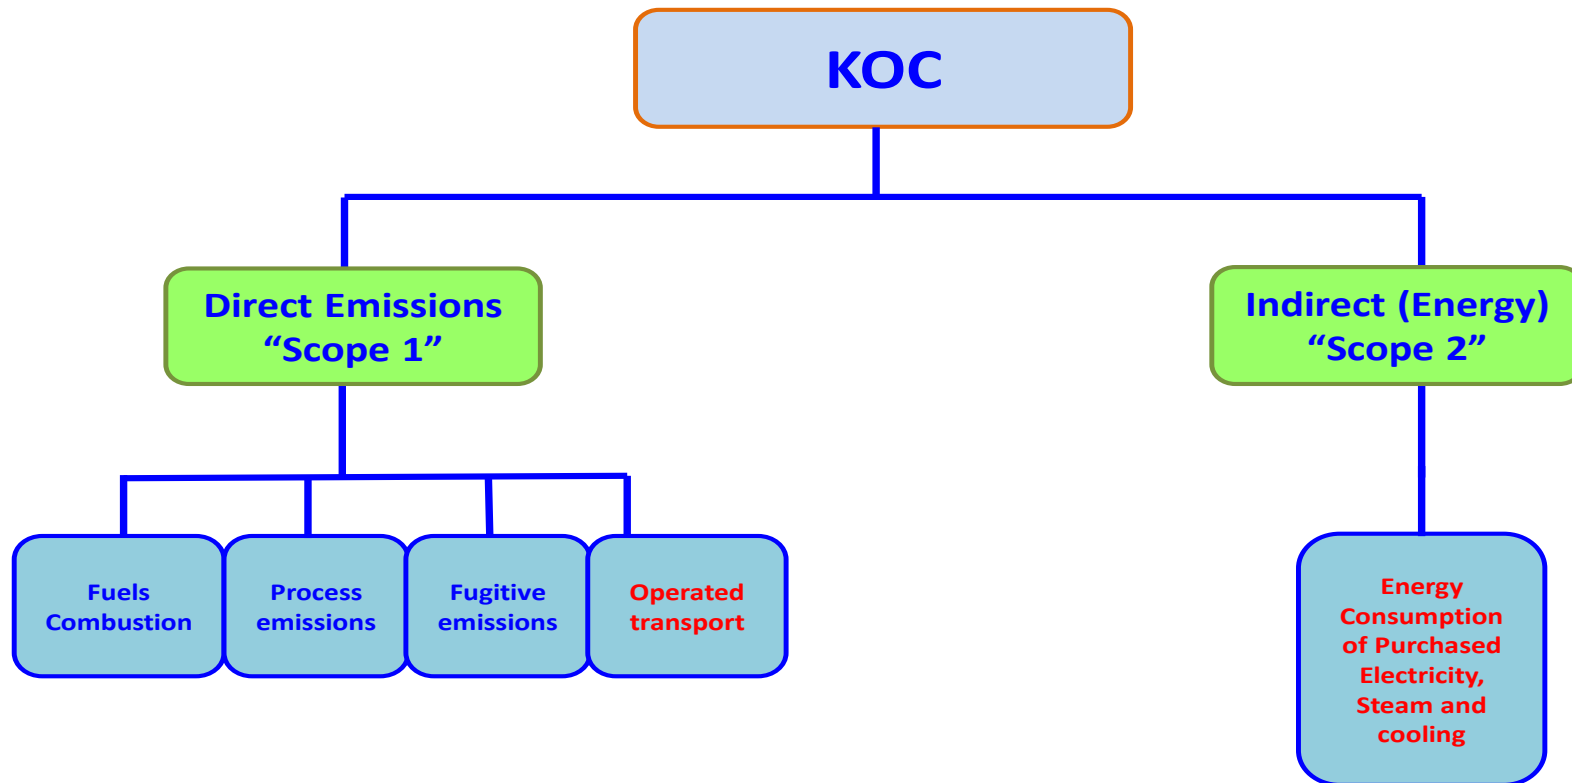 KOC
Direct Emissions
“Scope 1”
Indirect (Energy)
“Scope 2”
Fuels
Combustion
Process
emissions
Fugitive
emissions
Operated
transport
Energy
Consumption
of Purchased
Electricity,
Steam and
cooling